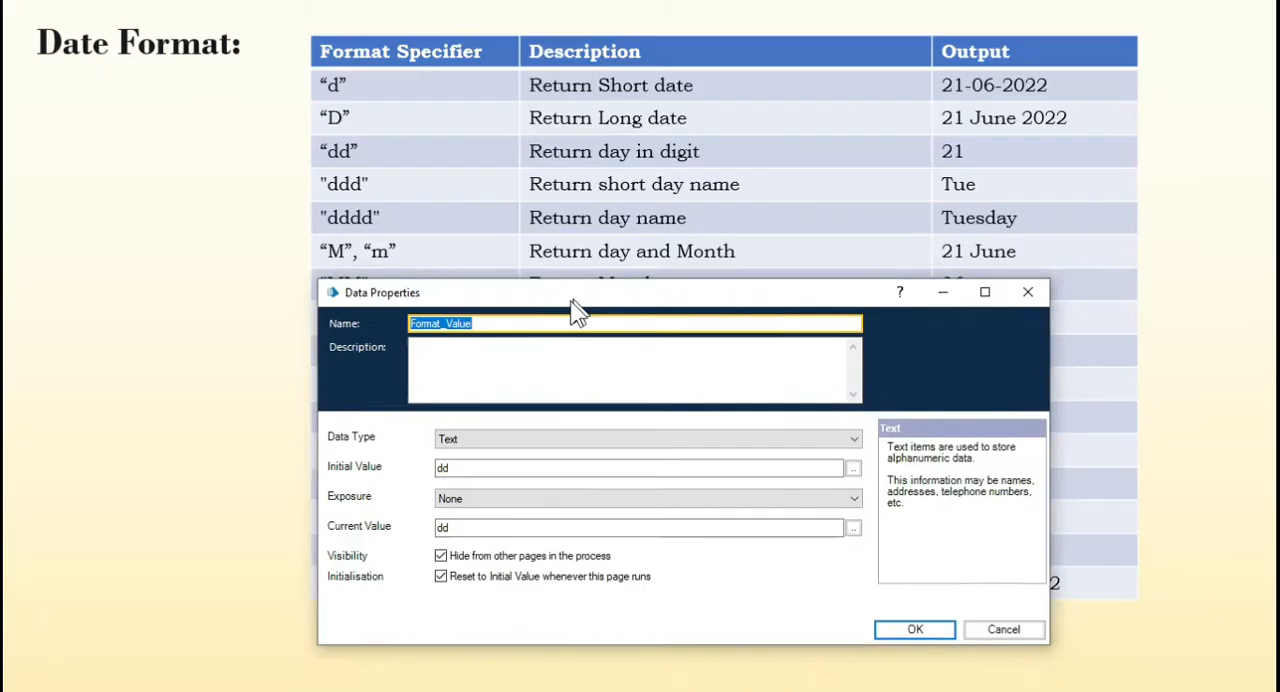 Date Format:
Format Specifier Description Output
“d” Return Short date 21-06-2022
“D” Return Long date 21 June 2022
“dd” Return day in digit 21
"ddd" Return short day name Tue
"dddd" Return day name Tuesday
“M”, “m” Return day and Month 21 June
Data Properties ?
Name: Format_Value
Description:
Data Type Text
Initial Value dd ..
Exposure None
Current Value dd ..
Visibility Hide from other pages in the process
Initialisation Reset to Initial Value whenever this page runs
Text
Text items are used to store
alphanumeric data.
This information may be names,
addresses, telephone numbers,
etc.
2
OK Cancel